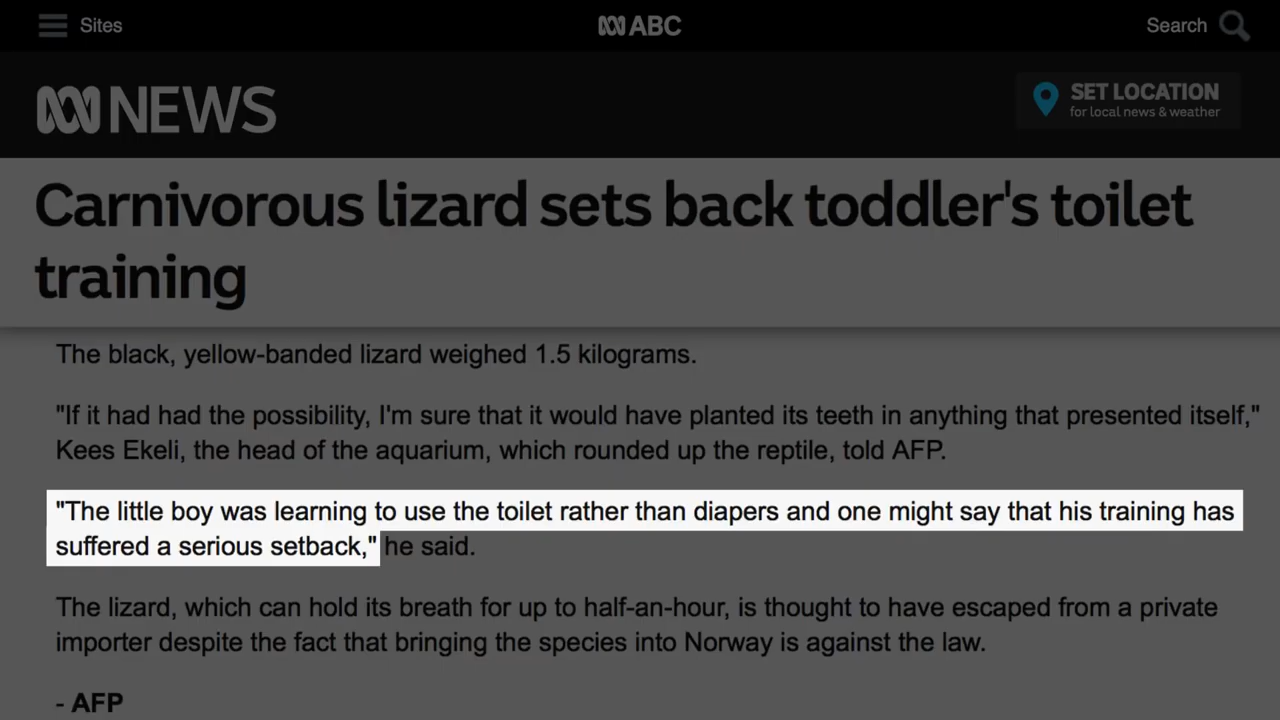 Sites
ABC
Search
NEWS
SET LOCATION
for local news & weather
Carnivorous lizard sets back toddler's toilet
training
The black, yellow-banded lizard weighed 1.5 kilograms.
"If it had had the possibility, I'm sure that it would have planted its teeth in anything that presented itself,"
Kees Ekeli, the head of the aquarium, which rounded up the reptile, told AFP.
"The little boy was learning to use the toilet rather than diapers and one might say that his training has
suffered a serious setback," he said.
The lizard, which can hold its breath for up to half-an-hour, is thought to have escaped from a private
importer despite the fact that bringing the species into Norway is against the law.
- AFP